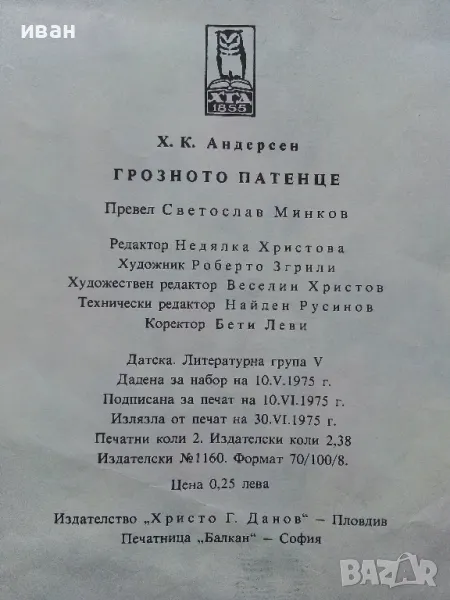 иван
ХГД
1855
Х. К. Андерсен
ГРОЗНОТО ПАТЕНЦЕ
Превел Светослав Минков
Редактор Недялка Христова
Художник Роберто Згрили
Художествен редактор Веселин Христов
Технически редактор Найден Русинов
Коректор Бети Леви
Датска. Литературна група V
Дадена за набор на 10.V.1975 г.
Подписана за печат на 10.VI.1975 г.
Излязла от печат на 30.VI.1975 г.
Печатни коли 2. Издателски коли 2,38
Издателски №1160. Формат 70/100/8.
Цена 0,25 лева
Издателство „Христо Г. Данов“ – Пловдив
Печатница „Балкан“ – София
BAZAR